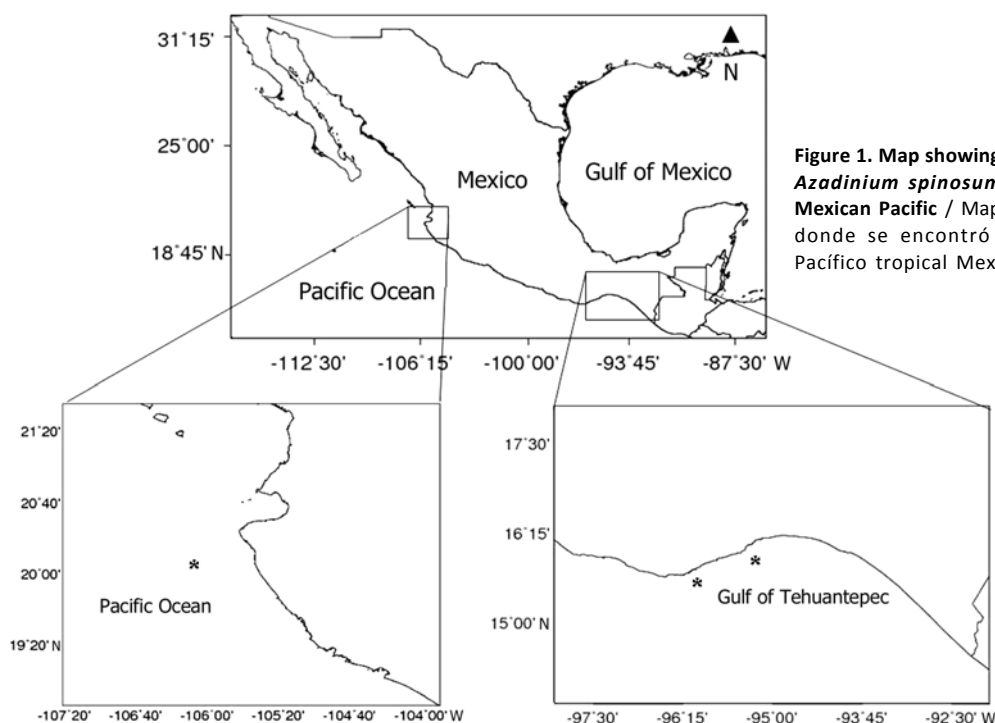 31˚15'
25˚00'
18˚45' N
N
Mexico
Gulf of Mexico
Pacific Ocean
-112˚30' -106˚15' -100˚00' -93˚45' -87˚30' W
Figure 1. Map showing
Azadinium spinosum
Mexican Pacific / Map
donde se encontró
Pacífico tropical Mex
21˚20'
20˚40'
20˚00'
19˚20' N
*
Pacific Ocean
-107˚20' -106˚40' -106˚00' -105˚20' -104˚40' -104˚00' W
17˚30'
16˚15'
15˚00' N
*
*
Gulf of Tehuantepec
-97˚30' -96˚15' -95˚00' -93˚45' -92˚30' W